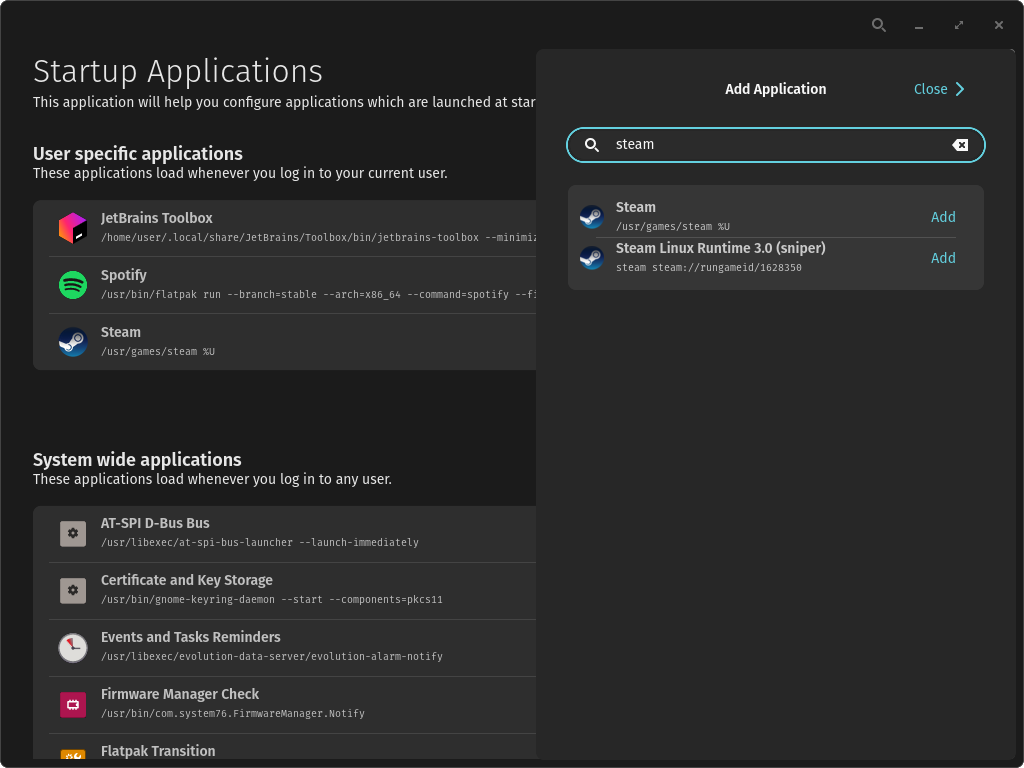 Startup Applications
This application will help you configure applications which are launched at star
User specific applications
These applications load whenever you log in to your current user.
JetBrains Toolbox
/home/user/.local/share/JetBrains/Toolbox/bin/jetbrains-toolbox --minimiz
Spotify
/usr/bin/flatpak run --branch=stable --arch=x86_64 --command=spotify --fi
Steam
/usr/games/steam %U
System wide applications
These applications load whenever you log in to any user.
AT-SPI D-Bus Bus
/usr/libexec/at-spi-bus-launcher --launch-immediately
Certificate and Key Storage
/usr/bin/gnome-keyring-daemon --start --components=pkcs11
Events and Tasks Reminders
/usr/libexec/evolution-data-server/evolution-alarm-notify
Firmware Manager Check
/usr/bin/com.system76.FirmwareManager.Notify
Flatpak Transition
Add Application
Close
steam
Steam
/usr/games/steam %U
Add
Steam Linux Runtime 3.0 (sniper)
steam steam://rungameid/1628350
Add